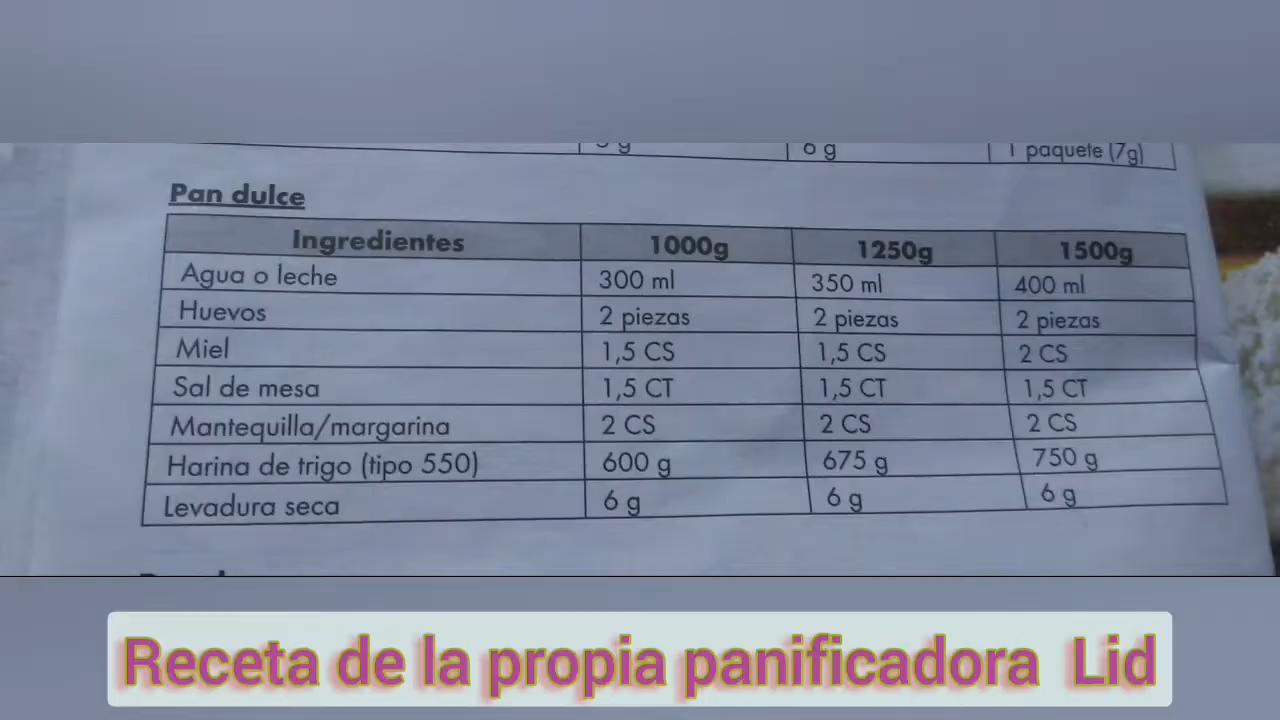 6 g 1 paquete (7g)
Pan dulce
Ingredientes 1000g 1250g 1500g
Agua o leche 300 ml 350 ml 400 ml
Huevos 2 piezas 2 piezas 2 piezas
Miel 1,5 CS 1,5 CS 2 CS
Sal de mesa 1,5 CT 1,5 CT 1,5 CT
Mantequilla/margarina 2 CS 2 CS 2 CS
Harina de trigo (tipo 550) 600 g 675 g 750 g
Levadura seca 6 g 6 g 6 g
Receta de la propia panificadora Lid